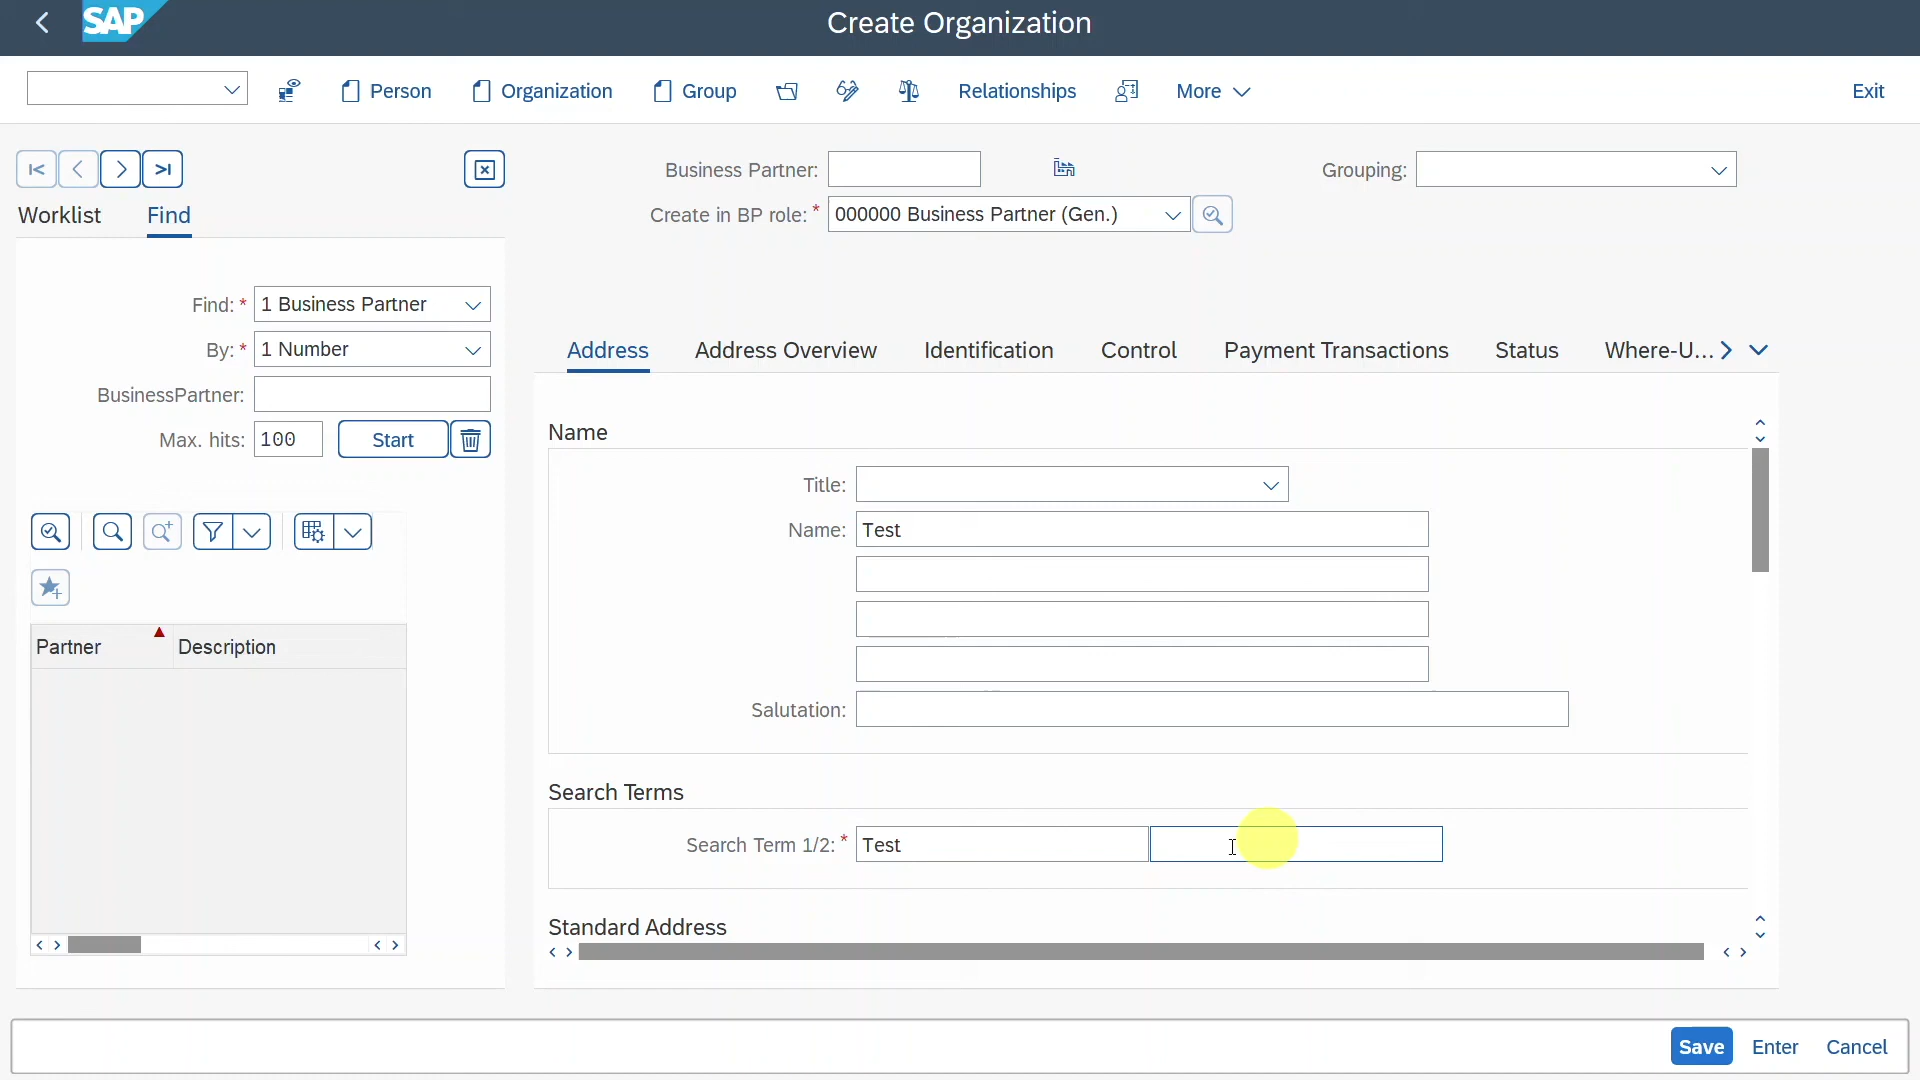 SAP
Create Organization
Person
Organization
Group
Relationships
More
Exit
Business Partner:
Grouping:
Create in BP role: * 000000 Business Partner (Gen.)
Worklist
Find
Find: * 1 Business Partner
By: * 1 Number
BusinessPartner:
Max. hits: 100 Start
Partner Description
Address
Address Overview
Identification
Control
Payment Transactions
Status
Where-U...
Name
Title:
Name: Test
Salutation:
Search Terms
Search Term 1/2: * Test
Standard Address
Save
Enter
Cancel